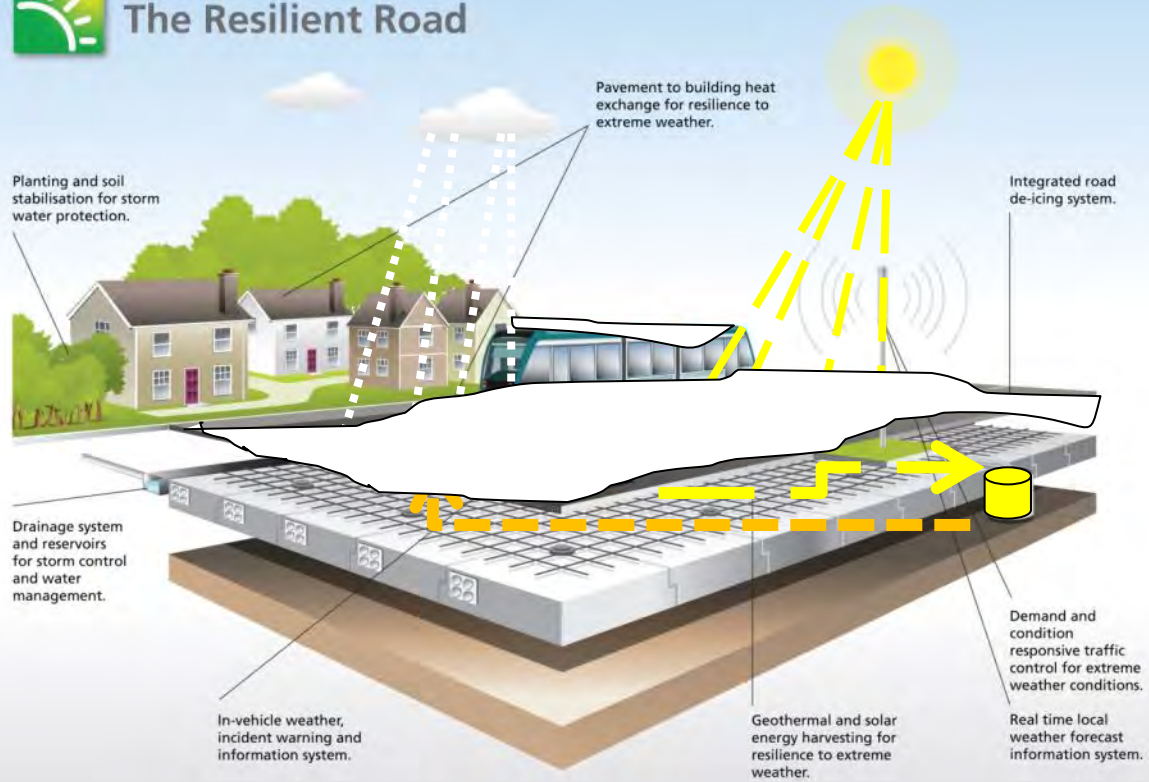 The Resilient Road
Pavement to building heat
exchange for resilience to
extreme weather.
Planting and soil
stabilisation for storm
water protection.
Integrated road
de-icing system.
Drainage system
and reservoirs
for storm control
and water
management.
In-vehicle weather,
incident warning and
information system.
Geothermal and solar
energy harvesting for
resilience to extreme
weather.
Demand and
condition
responsive traffic
control for extreme
weather conditions.
Real time local
weather forecast
information system.